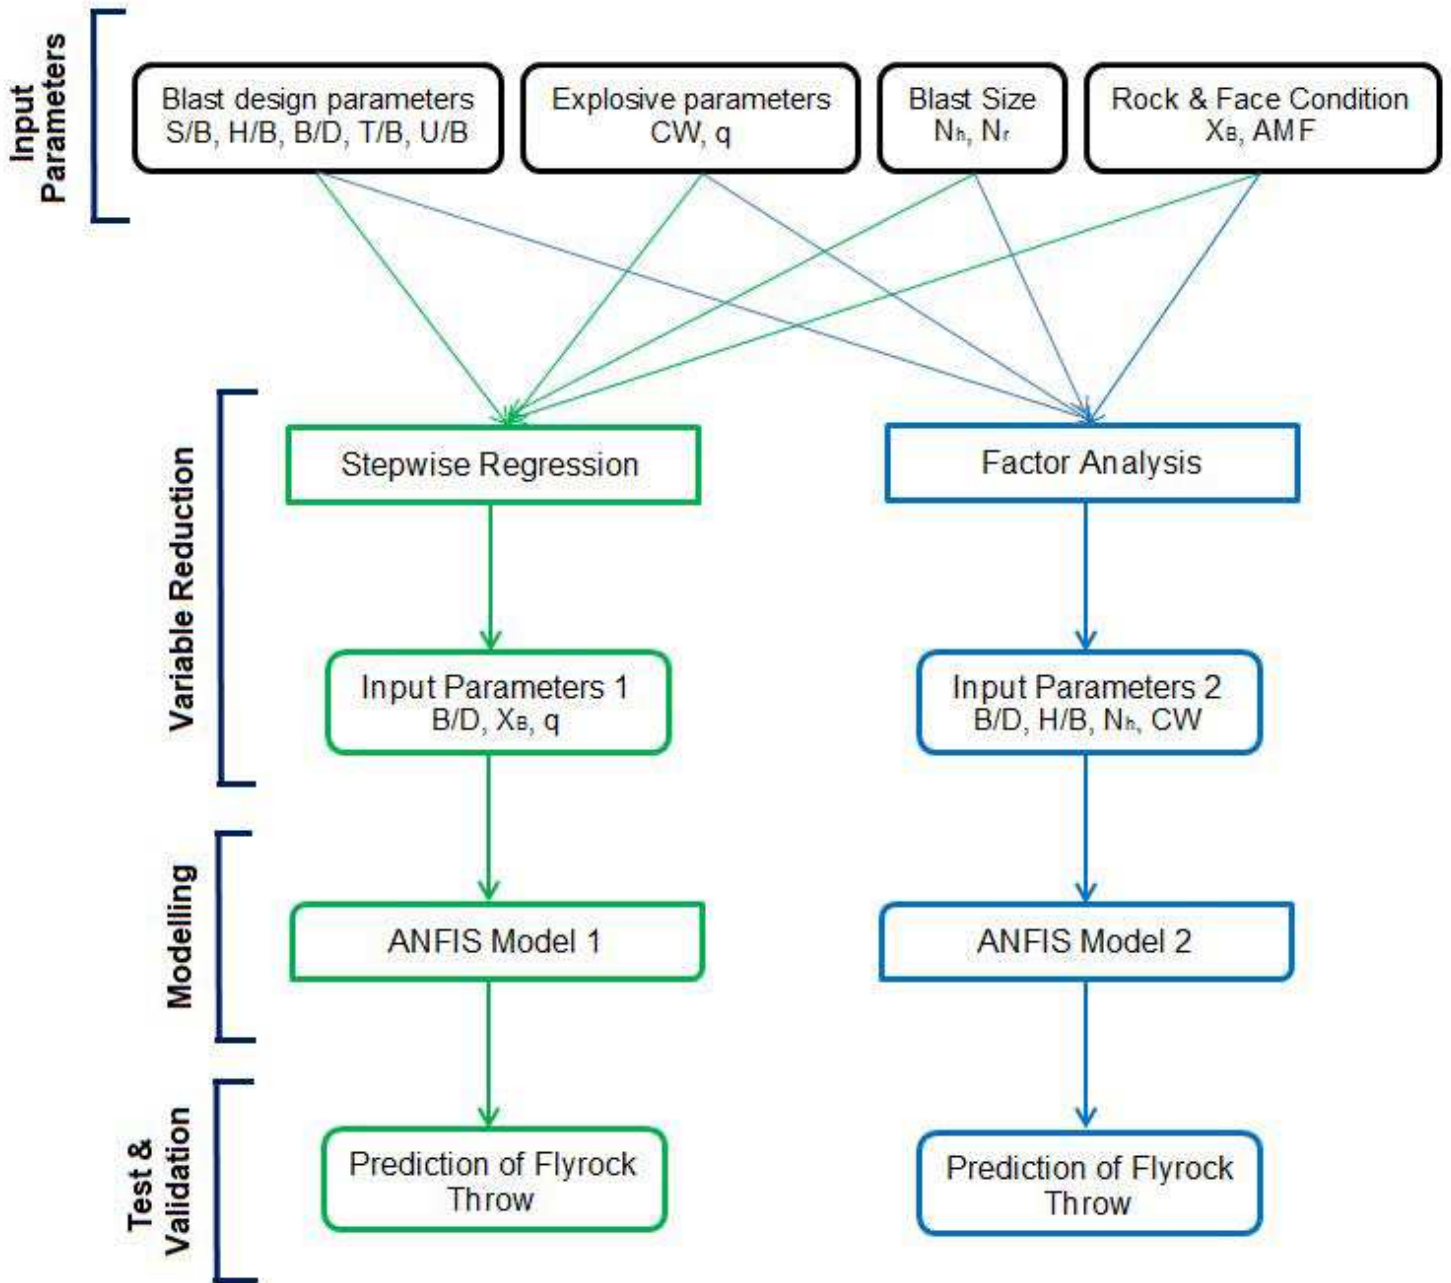 Input
Parameters
Blast design parameters
S/B, H/B, B/D, T/B, U/B
Explosive parameters
CW, q
Blast Size
Nh, Nr
Rock & Face Condition
XB, AMF
Variable Reduction
Stepwise Regression
Factor Analysis
Input Parameters 1
B/D, XB, q
Input Parameters 2
B/D, H/B, Nh, CW
Modelling
ANFIS Model 1
ANFIS Model 2
Test &
Validation
Prediction of Flyrock
Throw
Prediction of Flyrock
Throw